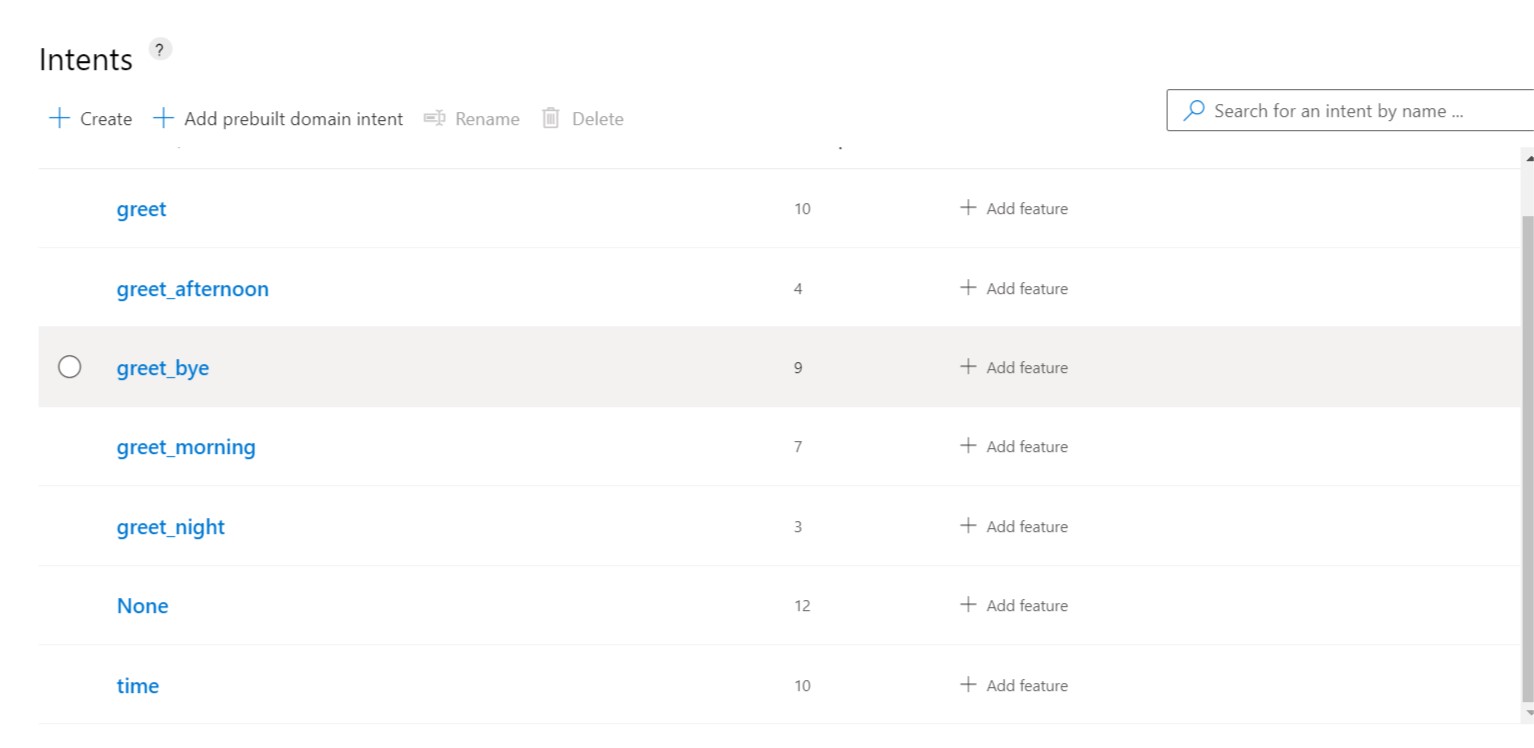 Intents ?
Create Add prebuilt domain intent Rename Delete Search for an intent by name ...
greet 10 Add feature
greet_afternoon 4 Add feature
greet_bye 9 Add feature
greet_morning 7 Add feature
greet_night 3 Add feature
None 12 Add feature
time 10 Add feature